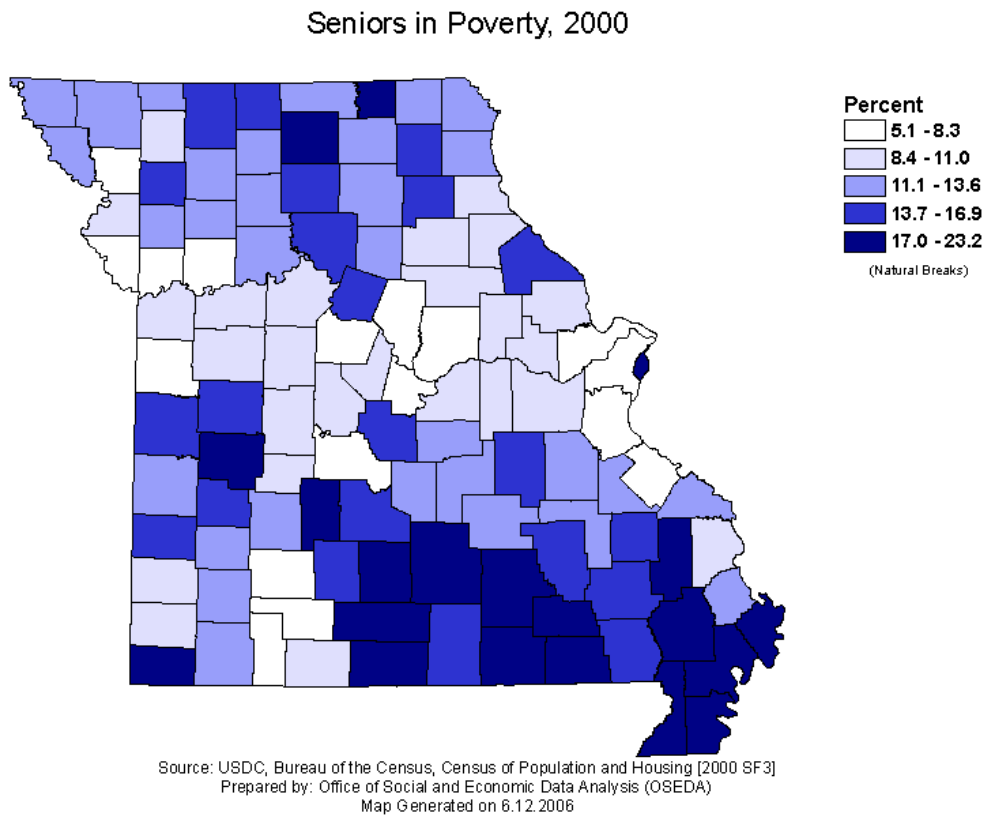 Seniors in Poverty, 2000
Percent
5.1 - 8.3
8.4 - 11.0
11.1 - 13.6
13.7 - 16.9
17.0 - 23.2
(Natural Breaks)
Source: USDC, Bureau of the Census, Census of Population and Housing [2000 SF3]
Prepared by: Office of Social and Economic Data Analysis (OSEDA)
Map Generated on 6.12.2006